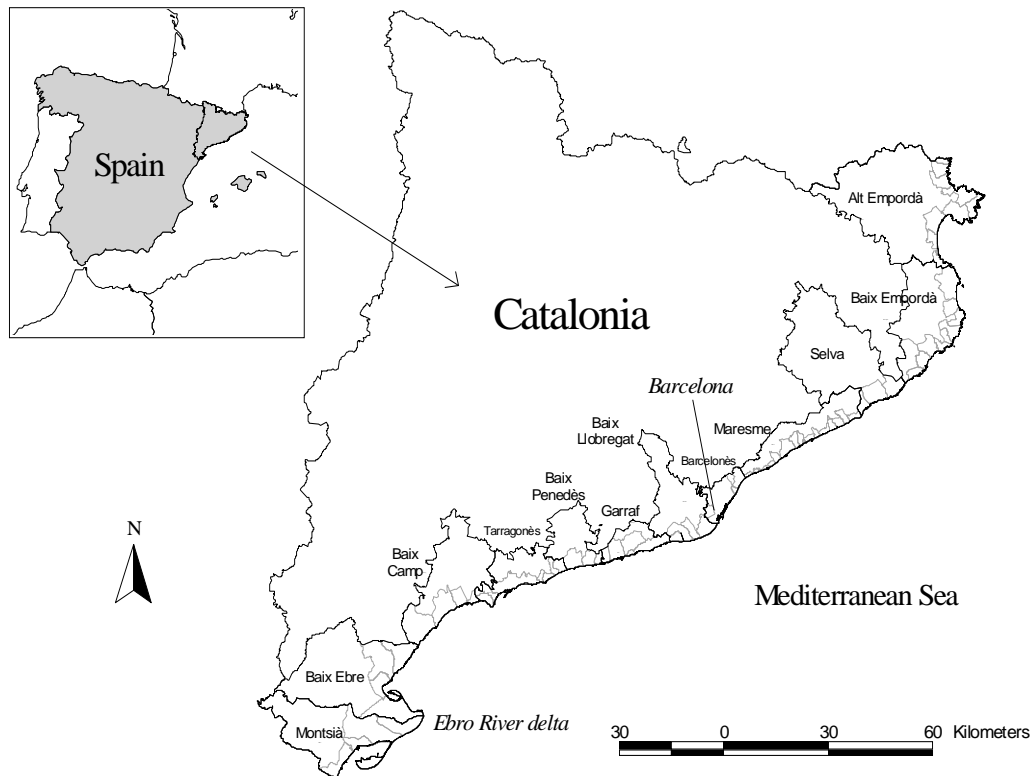 Spain
Catalonia
Alt Empordà
Baix Empordà
Selva
Barcelona
Maresme
Baix
Llobregat
Barcelonès
Baix
Penedès
Garraf
Tarragonès
Baix
Camp
N
Mediterranean Sea
Baix Ebre
Ebro River delta
Montsià
30 0 30 60 Kilometers